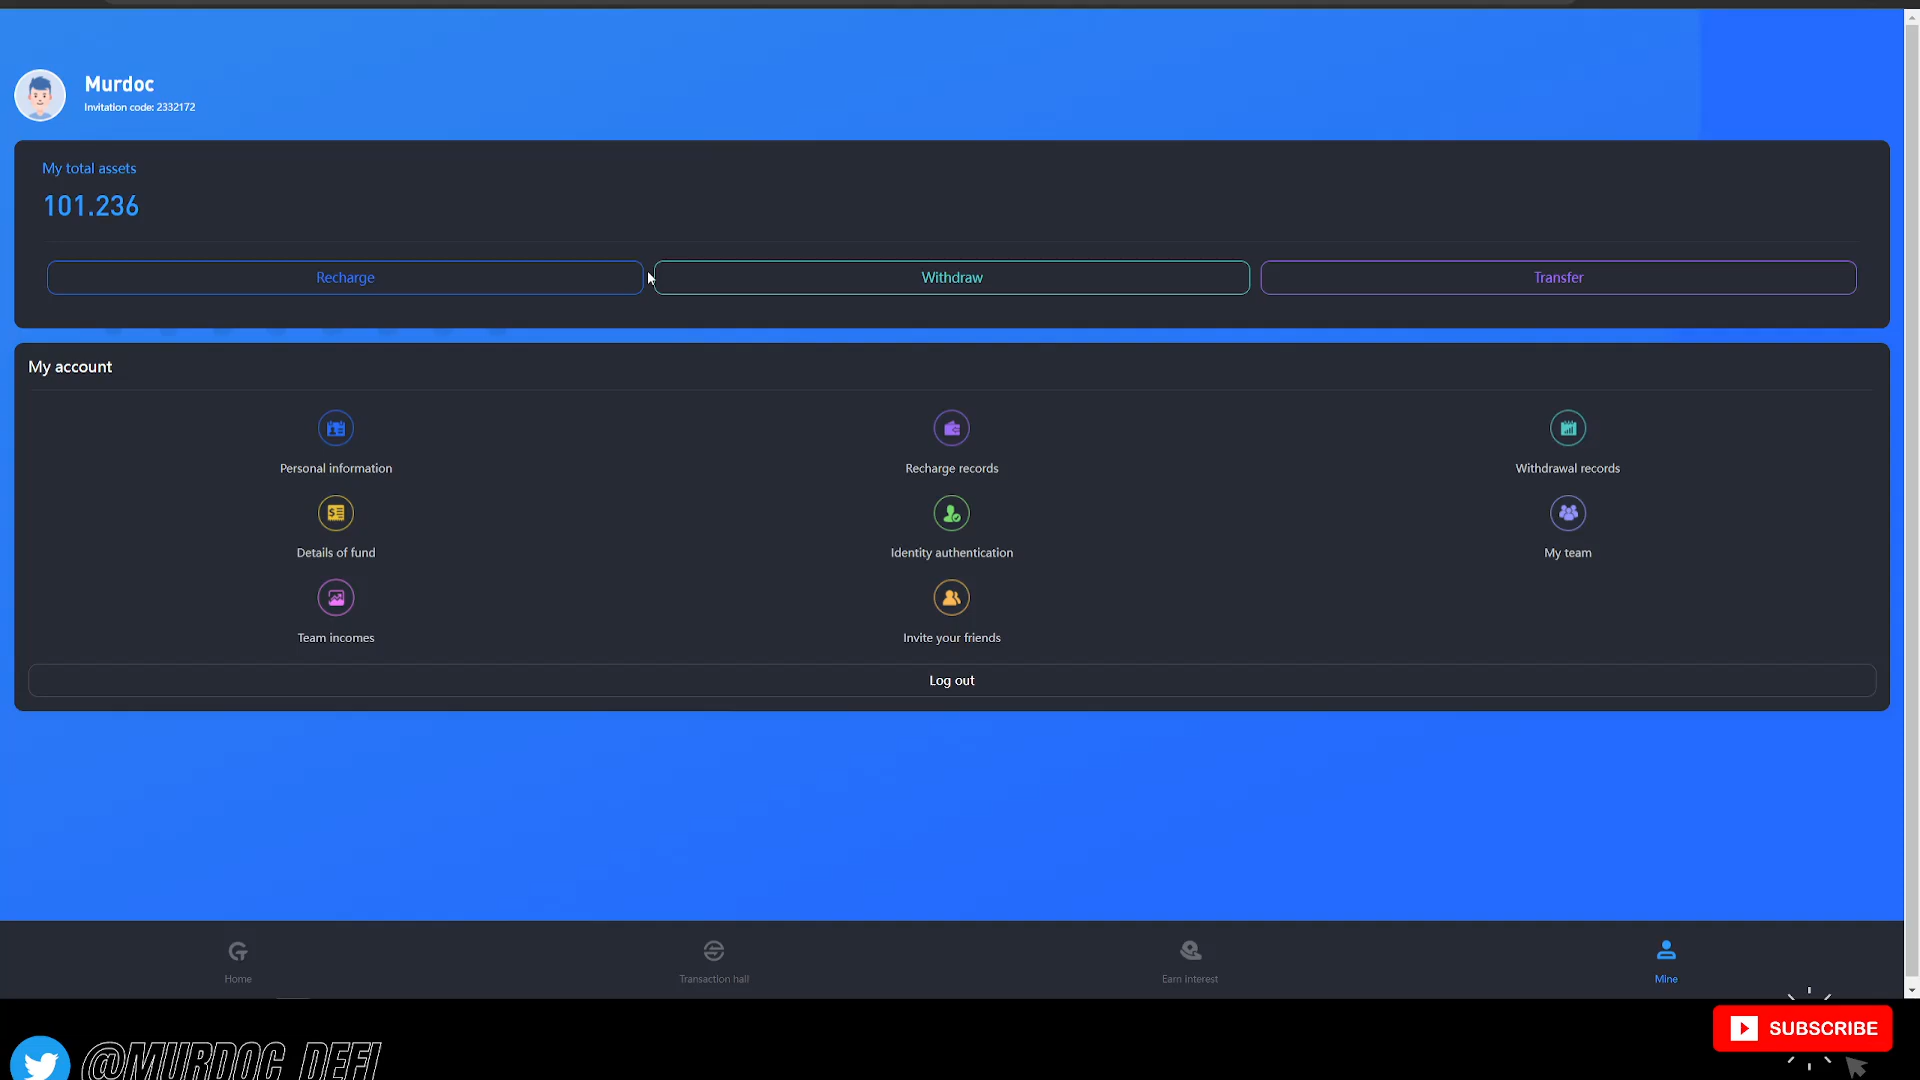 Murdoc
Invitation code: 2332172
My total assets
101.236
Recharge
Withdraw
Transfer
My account
Personal information
Recharge records
Withdrawal records
Details of fund
Identity authentication
My team
Team incomes
Invite your friends
Log out
Home
Transaction hall
Earn interest
Mine
SUBSCRIBE
@MURDOC_DEFI